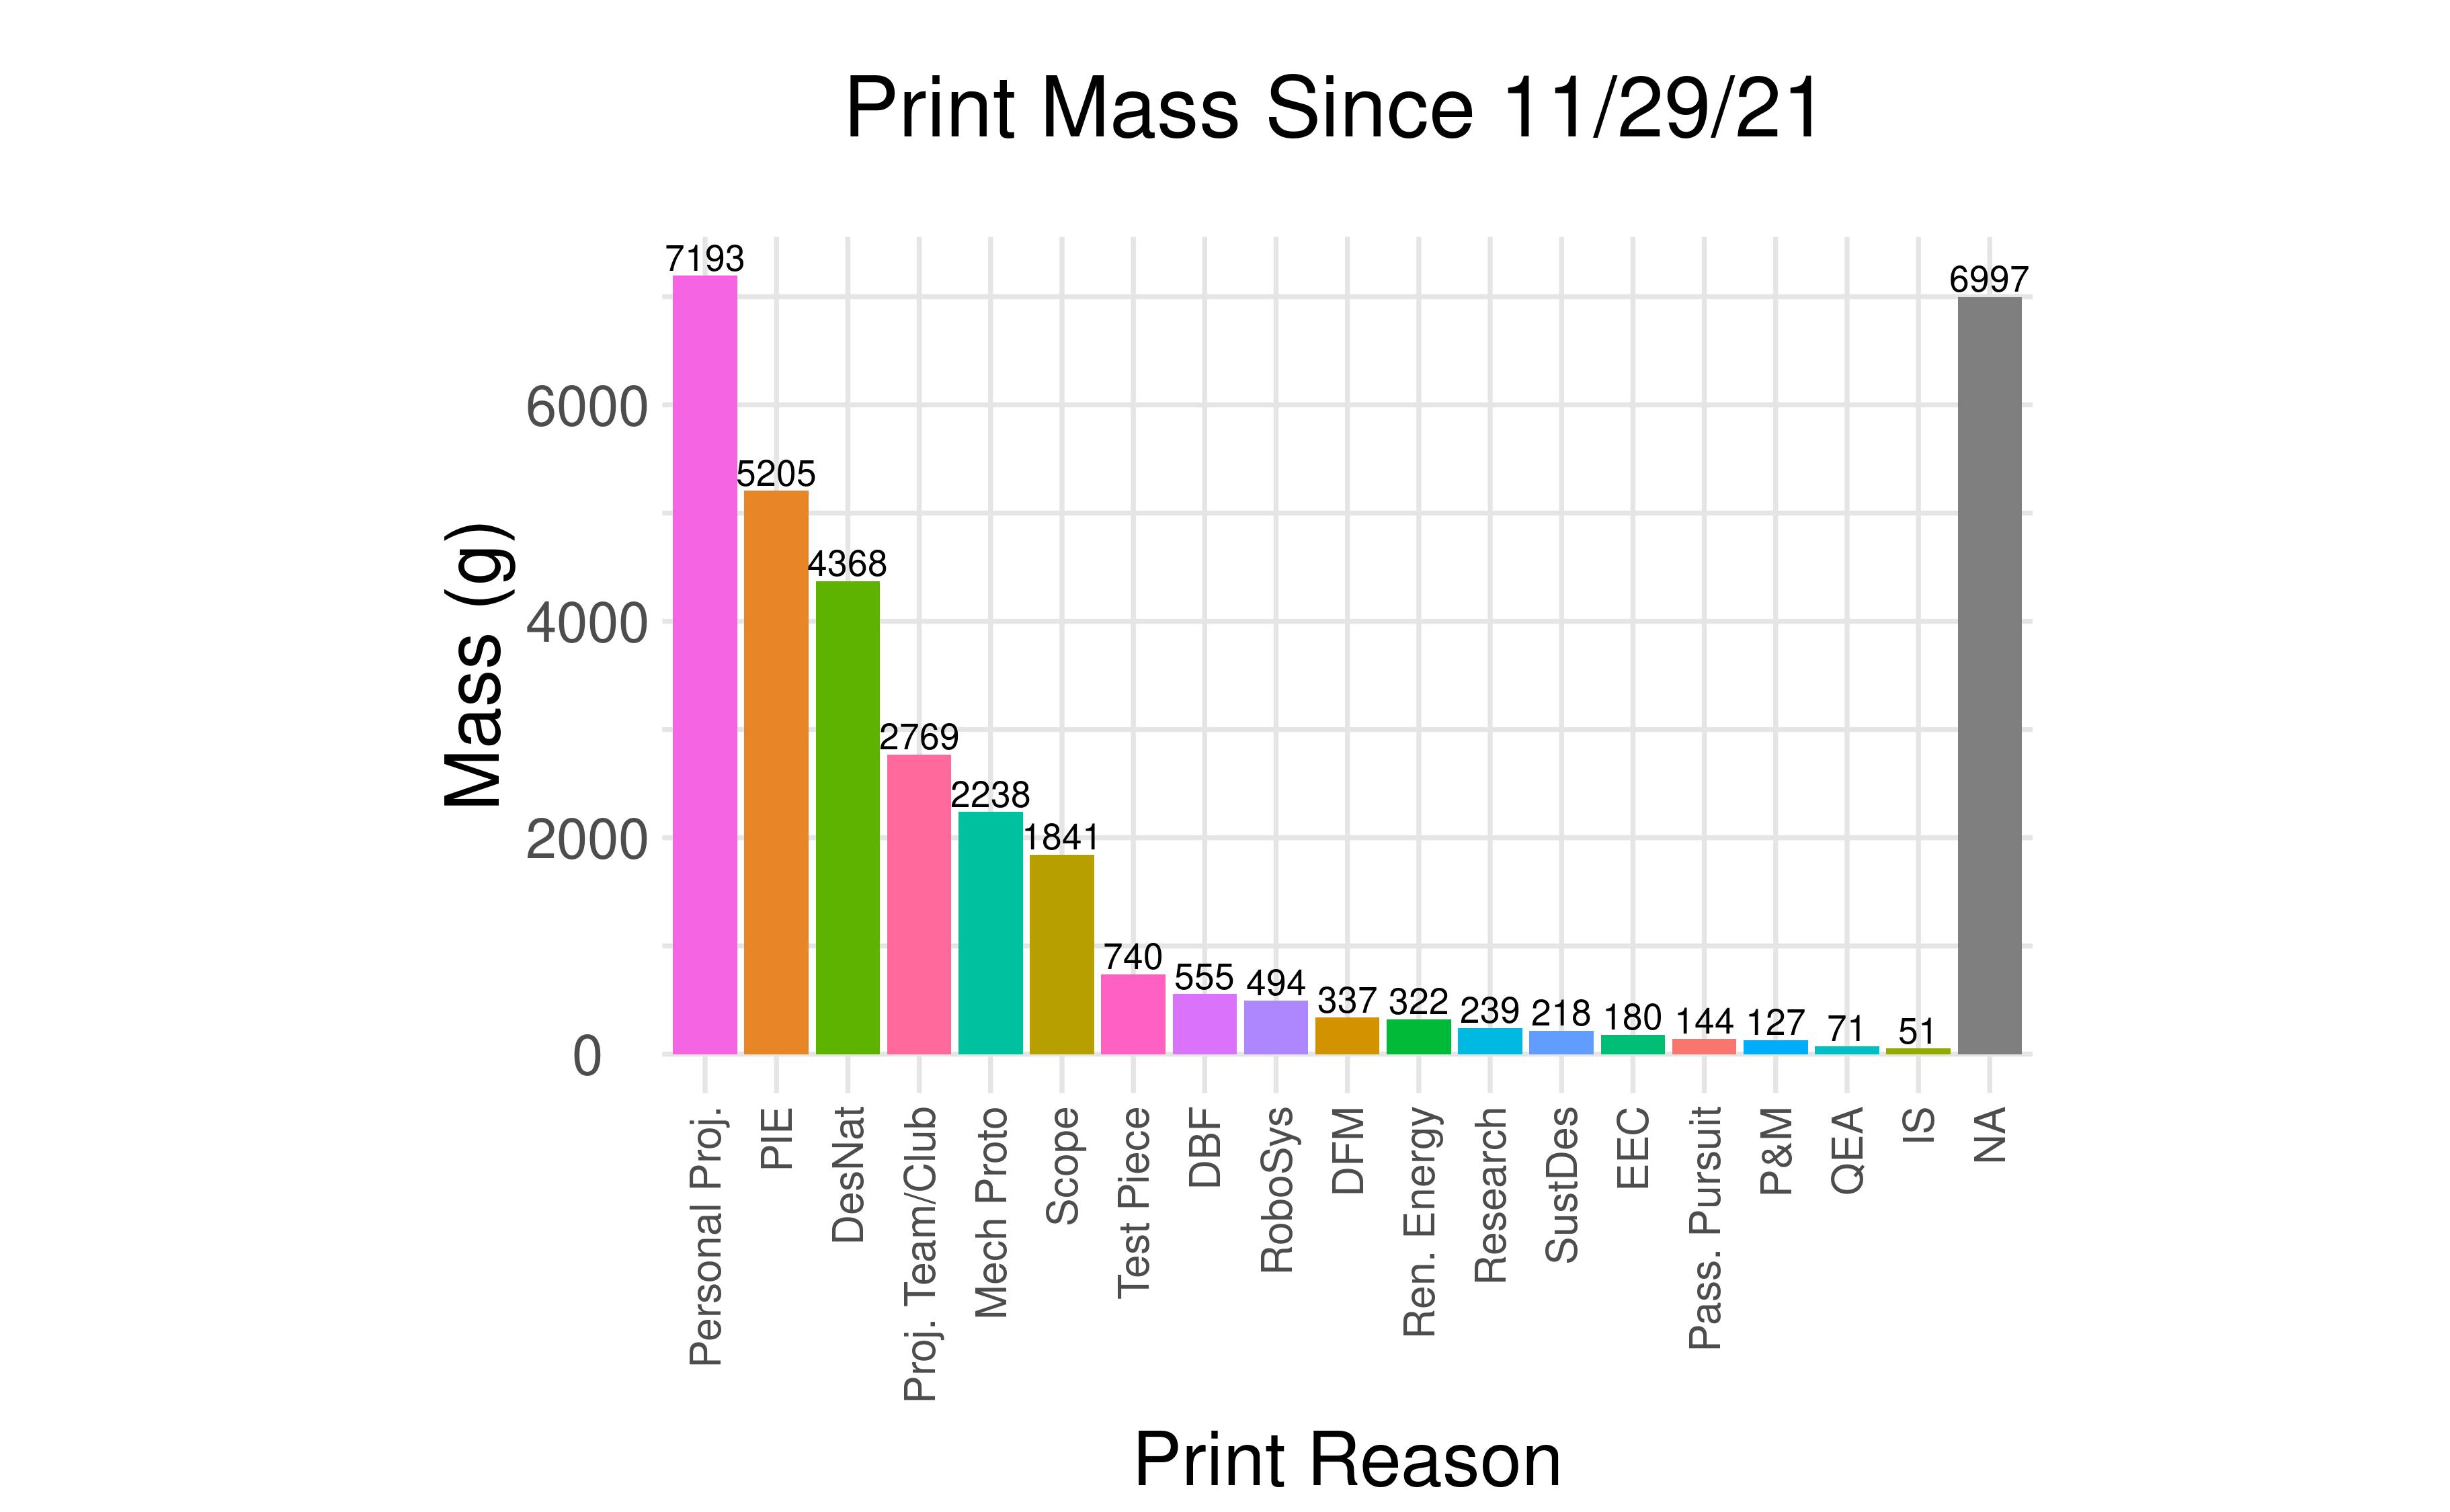 Print Mass Since 11/29/21
Mass (g)
6000
4000
2000
0
7193
5205
4368
2769
2238
1841
740
555
494
337
322
239
218
180
144
127
71
51
6997
Personal Proj.
PIE
DesNat
Proj. Team/Club
Mech Proto
Scope
Test Piece
DBF
RoboSys
DFM
Ren. Energy
Research
SustDes
EEC
Pass. Pursuit
P&M
QEA
IS
NA
Print Reason